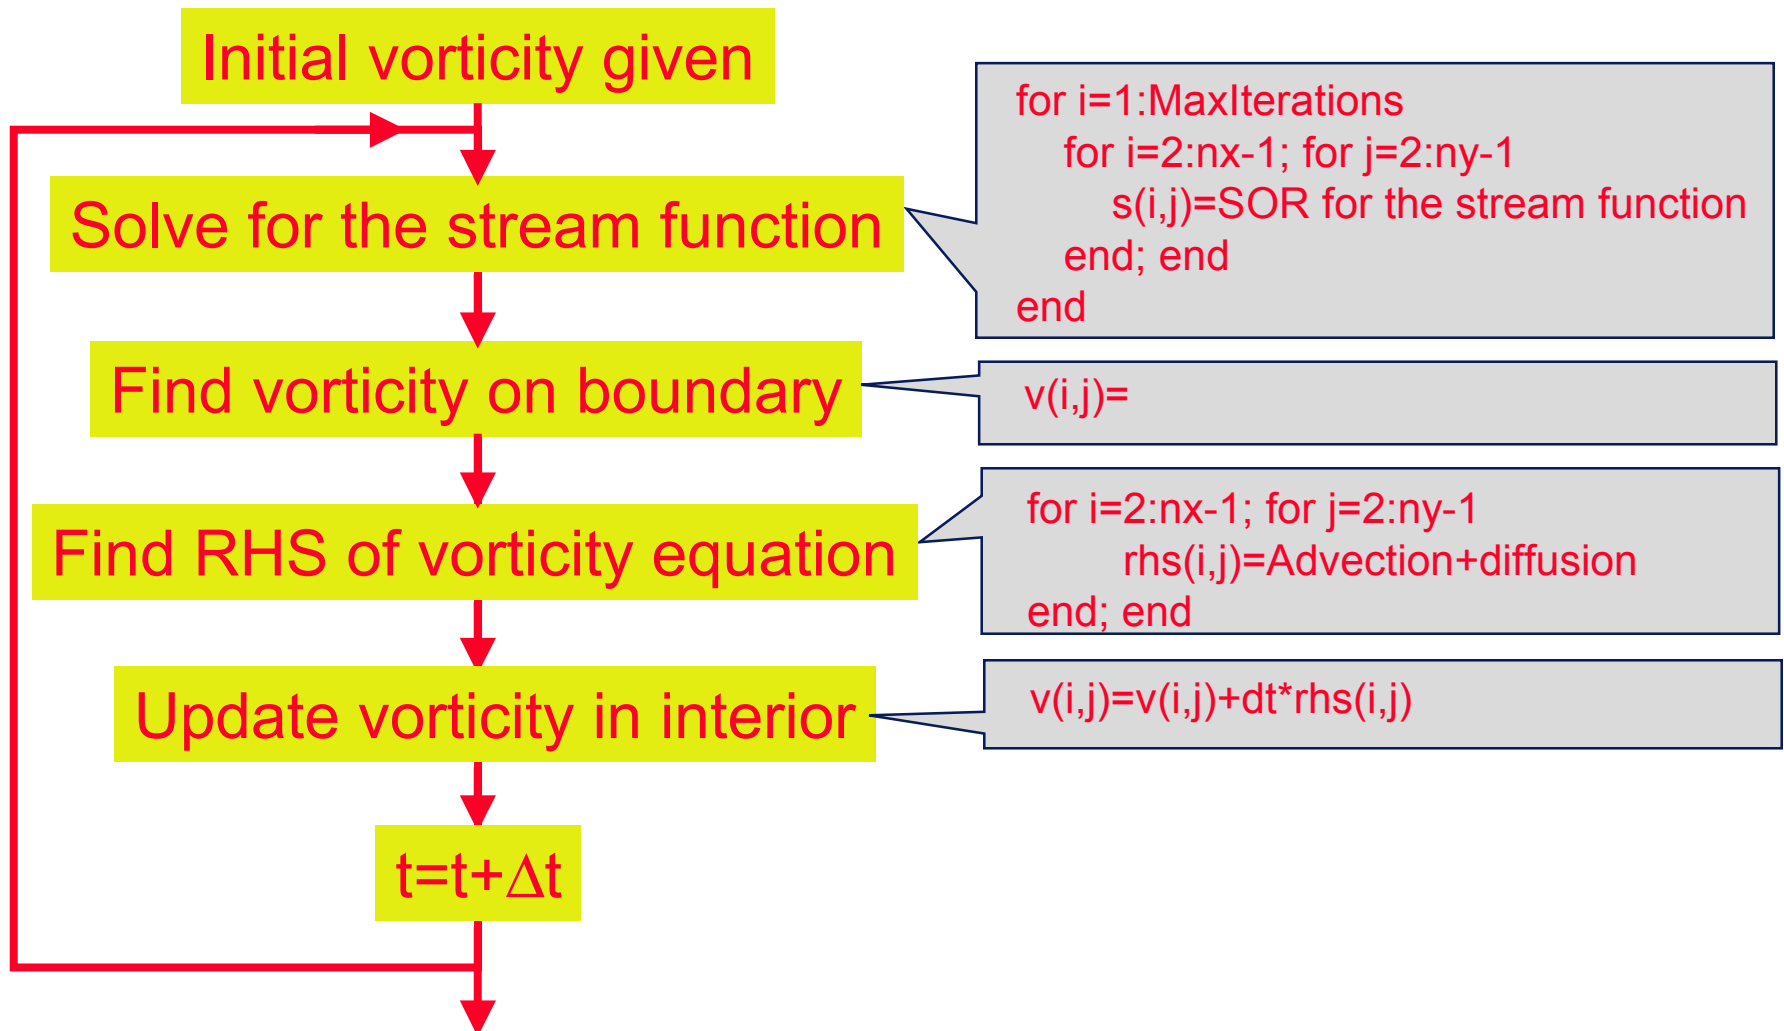 Initial vorticity given
Solve for the stream function
for i=1:MaxIterations
for i=2:nx-1; for j=2:ny-1
s(i,j)=SOR for the stream function
end; end
end
Find vorticity on boundary
v(i,j)=
Find RHS of vorticity equation
for i=2:nx-1; for j=2:ny-1
rhs(i,j)=Advection+diffusion
end; end
Update vorticity in interior
v(i,j)=v(i,j)+dt*rhs(i,j)
t=t+Δt